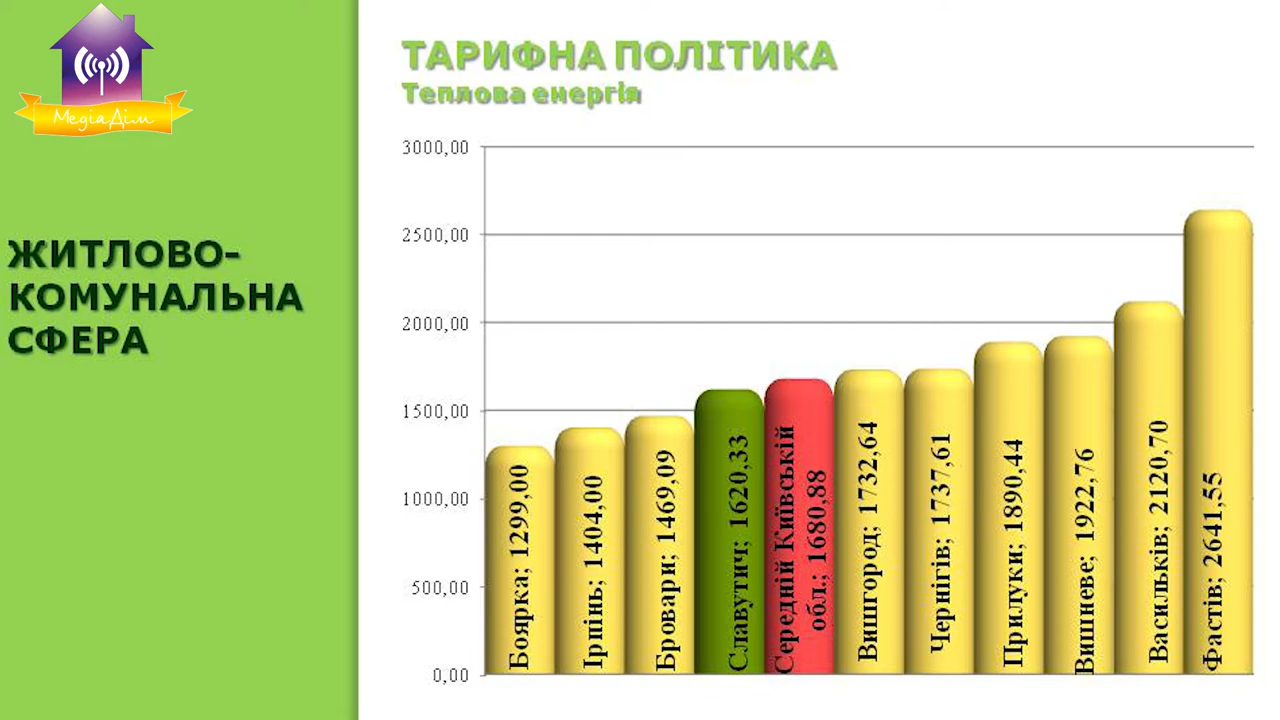 МедіаДім
ЖИТЛОВО-
КОМУНАЛЬНА
СФЕРА
ТАРИФНА ПОЛІТИКА
Теплова енергія
3000,00
2500,00
2000,00
1500,00
1000,00
500,00
0,00
Боярка; 1299,00
Ірпінь; 1404,00
Бровари; 1469,09
Славутич; 1620,33
Середній Київській
обл.; 1680,88
Вишгород; 1732,64
Чернігів; 1737,61
Прилуки; 1890,44
Вишневе; 1922,76
Васильків; 2120,70
Фастів; 2641,55